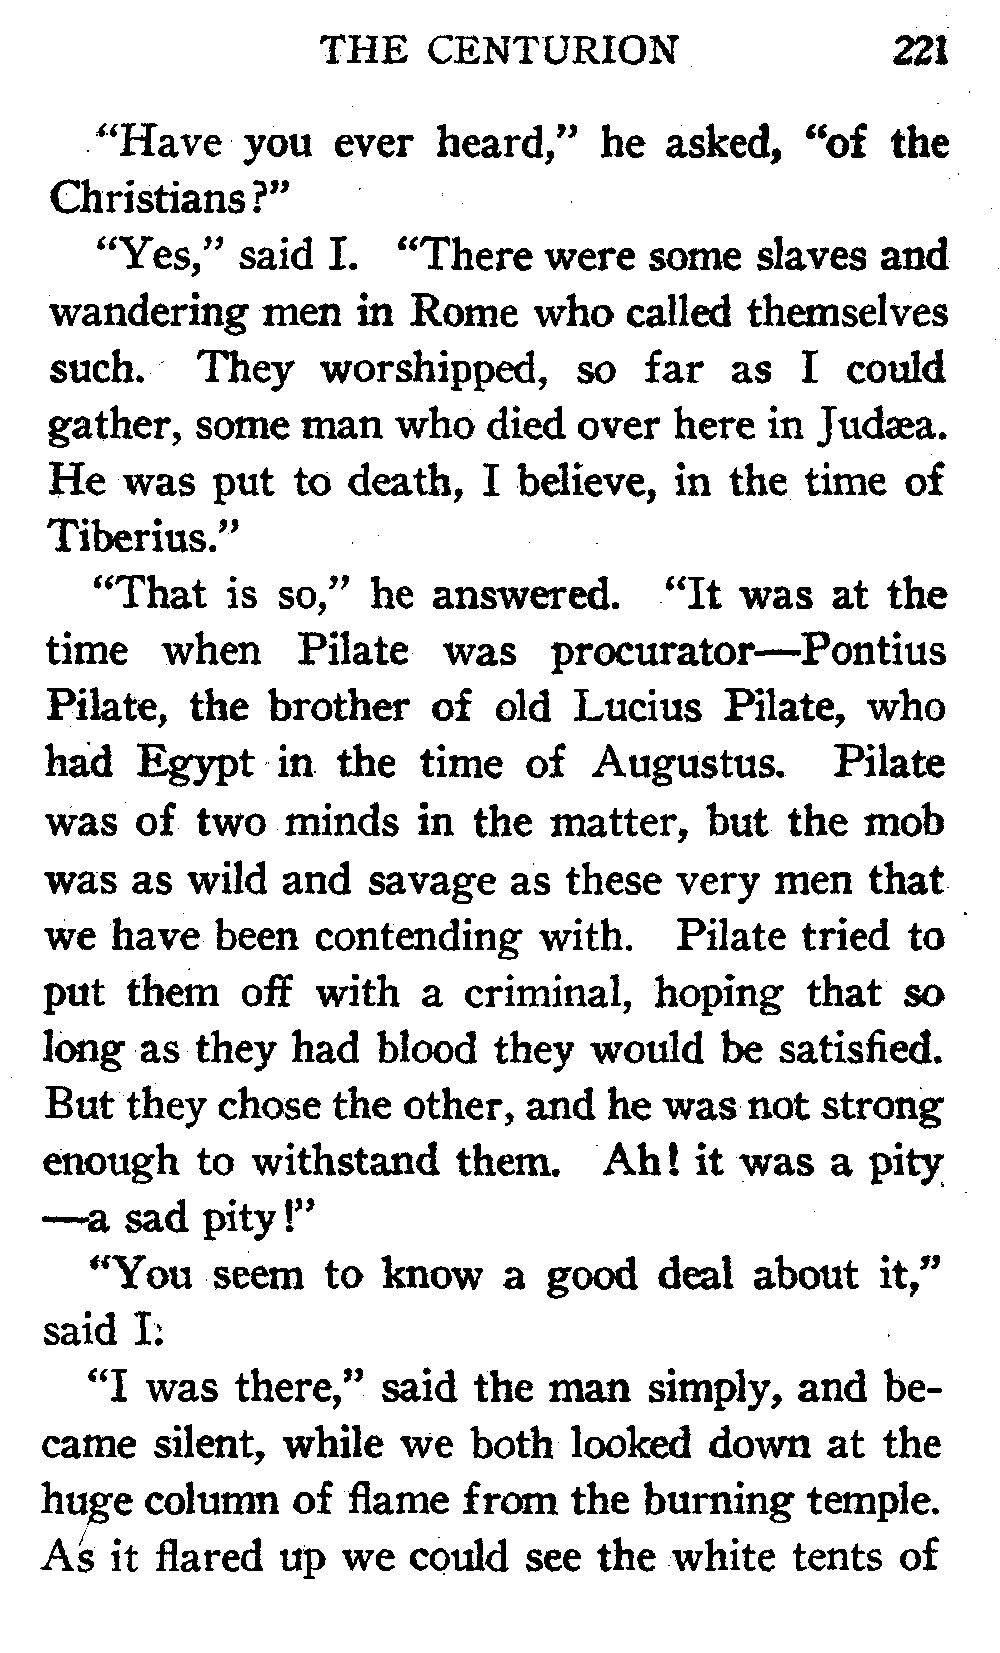 THE CENTURION 221
“Have you ever heard,” he asked, “of the
Christians?”
“Yes,” said I. “There were some slaves and
wandering men in Rome who called themselves
such. They worshipped, so far as I could
gather, some man who died over here in Judæa.
He was put to death, I believe, in the time of
Tiberius.”
“That is so,” he answered. “It was at the
time when Pilate was procurator—Pontius
Pilate, the brother of old Lucius Pilate, who
had Egypt in the time of Augustus. Pilate
was of two minds in the matter, but the mob
was as wild and savage as these very men that
we have been contending with. Pilate tried to
put them off with a criminal, hoping that so
long as they had blood they would be satisfied.
But they chose the other, and he was not strong
enough to withstand them. Ah! it was a pity
—a sad pity!”
“You seem to know a good deal about it,”
said I.
“I was there,” said the man simply, and be-
came silent, while we both looked down at the
huge column of flame from the burning temple.
As it flared up we could see the white tents of